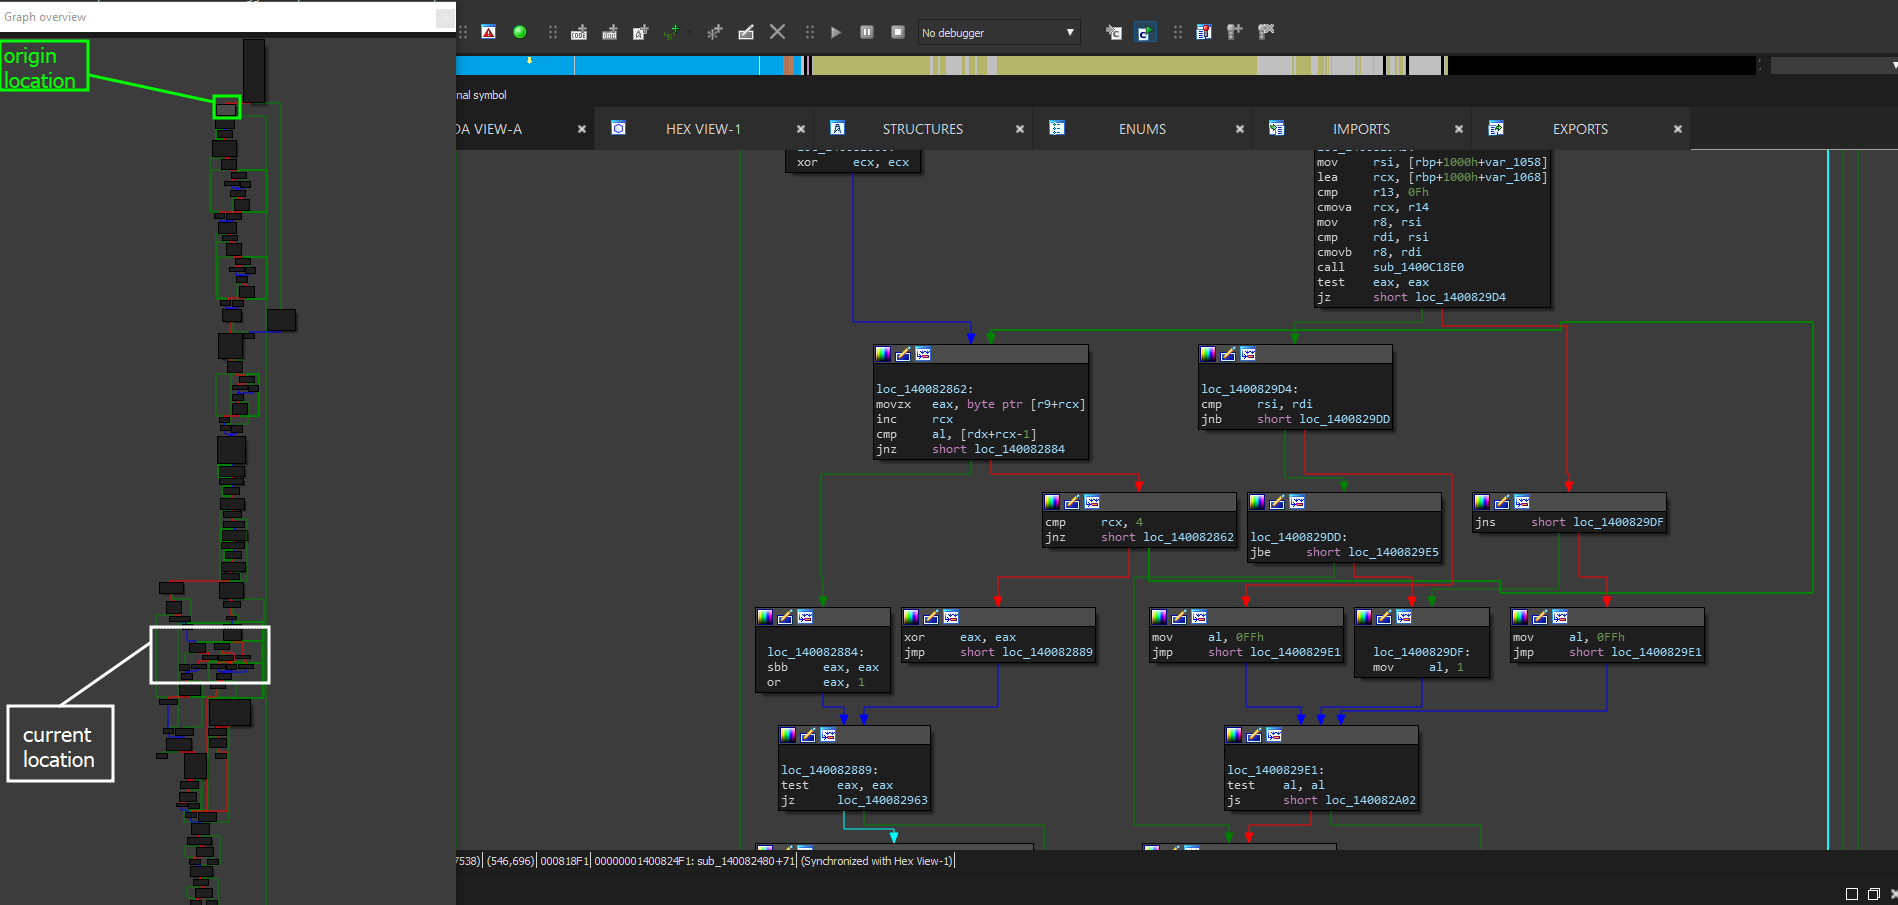 Graph overview
origin
location
current
location
No debugger
nal symbol
DA VIEW-A
HEX VIEW-1
STRUCTURES
ENUMS
IMPORTS
EXPORTS
xor ecx, ecx
mov rsi, [rbp+1000h+var_1058]
lea rcx, [rbp+1000h+var_1068]
cmp r13, 0Fh
cmova rcx, r14
mov r8, rsi
cmp rdi, rsi
cmovb r8, rdi
call sub_1400C18E0
test eax, eax
jz short loc_1400829D4
loc_140082862:
movzx eax, byte ptr [r9+rcx]
inc rcx
cmp al, [rdx+rcx-1]
jnz short loc_140082884
loc_1400829D4:
cmp rsi, rdi
jnb short loc_1400829DD
cmp rcx, 4
jnz short loc_140082862
loc_1400829DD:
jbe short loc_1400829E5
jns short loc_1400829DF
loc_140082884:
sbb eax, eax
or eax, 1
xor eax, eax
jmp short loc_140082889
mov al, 0FFh
jmp short loc_1400829E1
loc_1400829DF:
mov al, 1
mov al, 0FFh
jmp short loc_1400829E1
loc_140082889:
test eax, eax
jz loc_140082963
loc_1400829E1:
test al, al
js short loc_140082A02
7538) (546,696) 000818F1 00000001400824F1: sub_140082480+71 (Synchronized with Hex View-1)